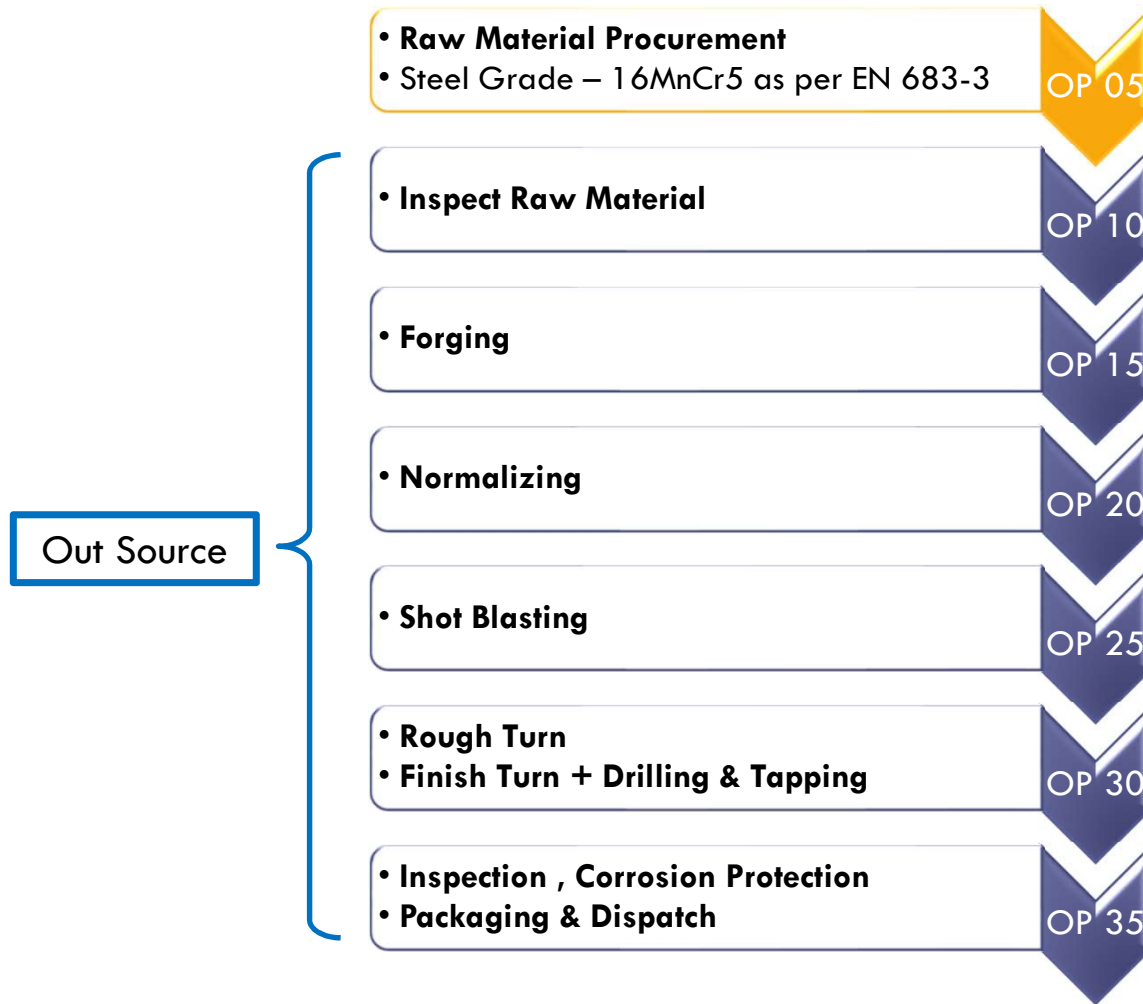 • Raw Material Procurement
• Steel Grade – 16MnCr5 as per EN 683-3
OP 05
• Inspect Raw Material
OP 10
• Forging
OP 15
• Normalizing
OP 20
Out Source
• Shot Blasting
OP 25
• Rough Turn
• Finish Turn + Drilling & Tapping
OP 30
• Inspection , Corrosion Protection
• Packaging & Dispatch
OP 35